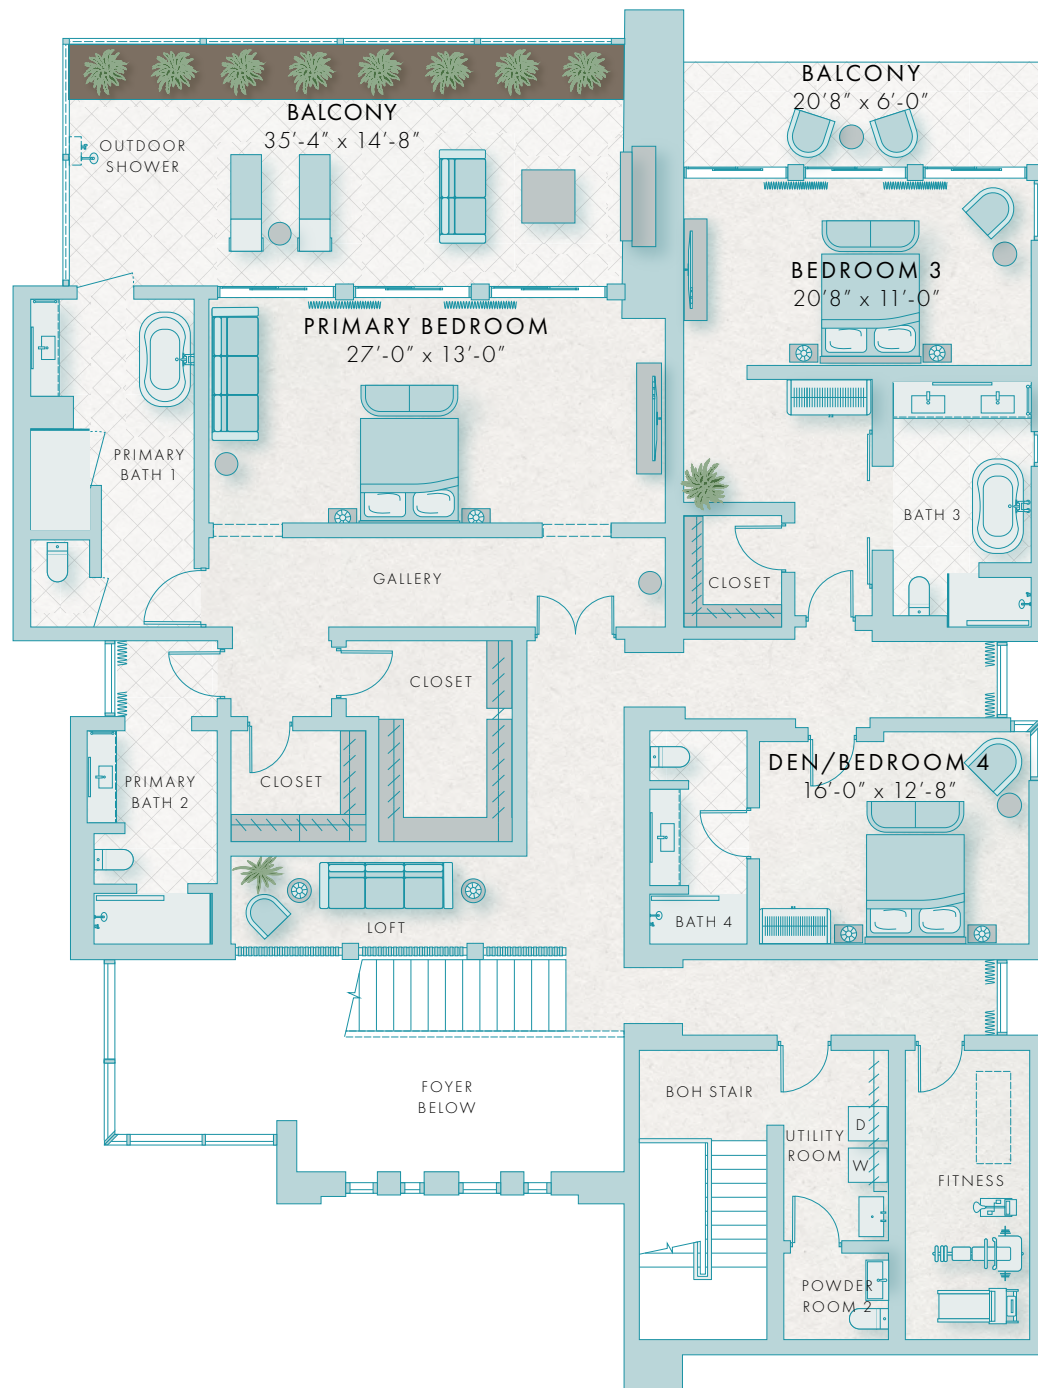 BALCONY
35'-4" x 14'-8"
OUTDOOR
SHOWER
BALCONY
20'8" x 6'-0"
BEDROOM 3
20'8" x 11'-0"
PRIMARY BEDROOM
27'-0" x 13'-0"
PRIMARY
BATH 1
BATH 3
GALLERY
CLOSET
CLOSET
CLOSET
PRIMARY
BATH 2
DEN/BEDROOM 4
16'-0" x 12'-8"
LOFT
BATH 4
FOYER
BELOW
BOH STAIR
D
UTILITY
ROOM
W
FITNESS
POWDER
ROOM 2